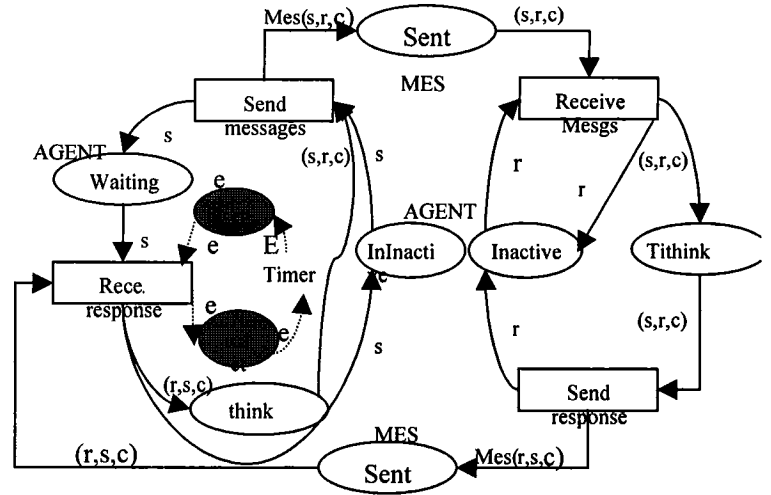 Mes(s,r,c)
Sent
(s,r,c)
MES
Send
messages
Receive
Mesgs
s
AGENT
Waiting
(s,r,c)
s
r
r
(s,r,c)
e
e
E
AGENT
s
InInacti
e
Inactive
Tithink
Timer
Rece.
response
e
e
s
r
(s,r,c)
(r,s,c)
think
Send
response
MES
(r,s,c)
Sent
Mes(r,s,c)